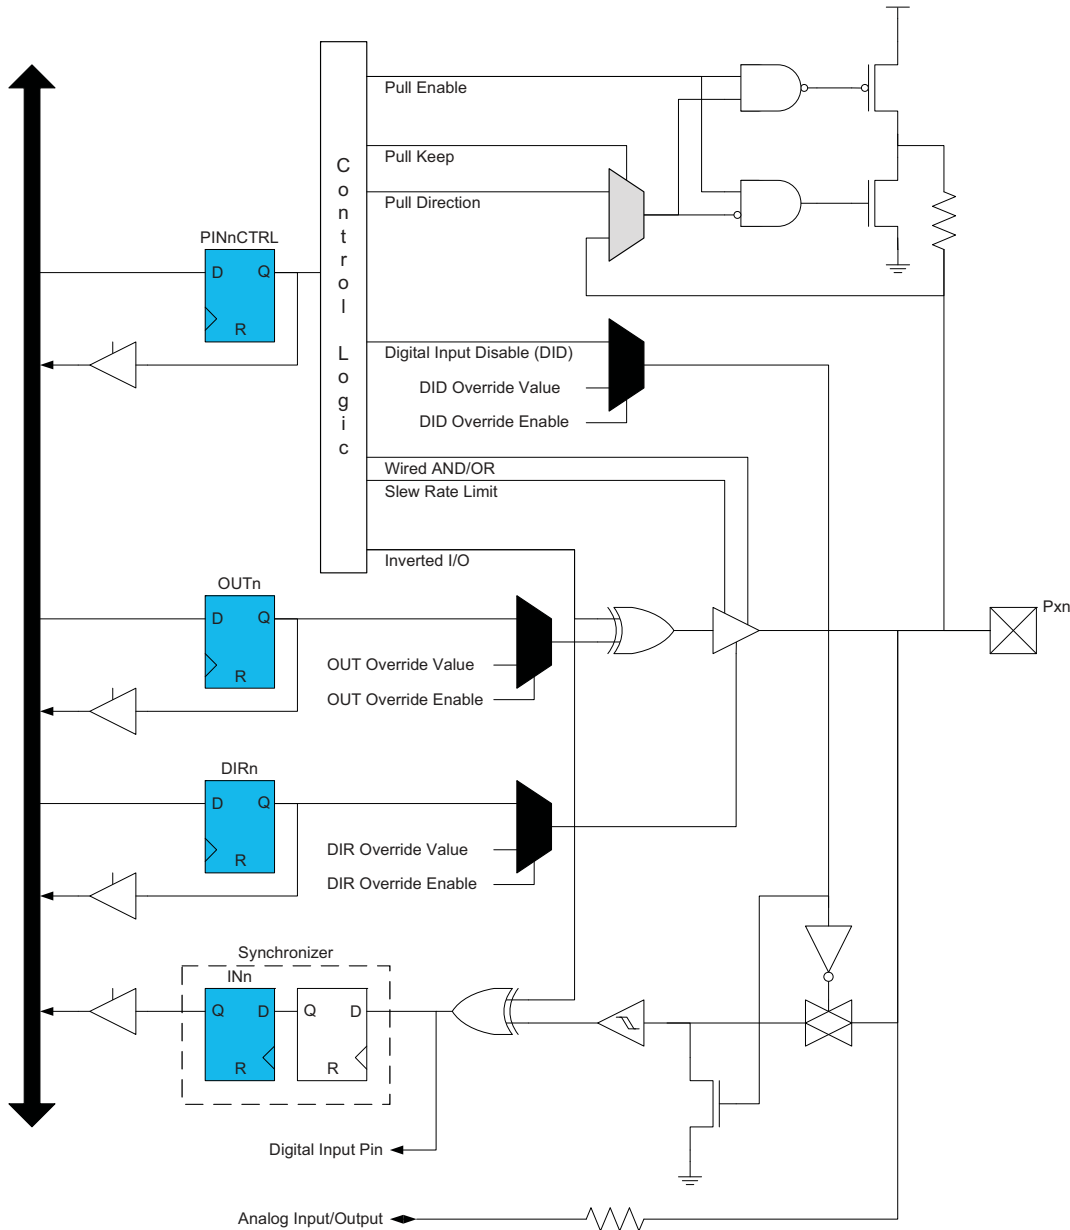 Pull Enable
Pull Keep
Pull Direction
Control Logic
PINnCTRL
D Q
R
Digital Input Disable (DID)
DID Override Value
DID Override Enable
Wired AND/OR
Slew Rate Limit
Inverted I/O
OUTn
D Q
R
Pxn
OUT Override Value
OUT Override Enable
DIRn
D Q
R
DIR Override Value
DIR Override Enable
Synchronizer
INn
Q D Q D
R R
Digital Input Pin
Analog Input/Output